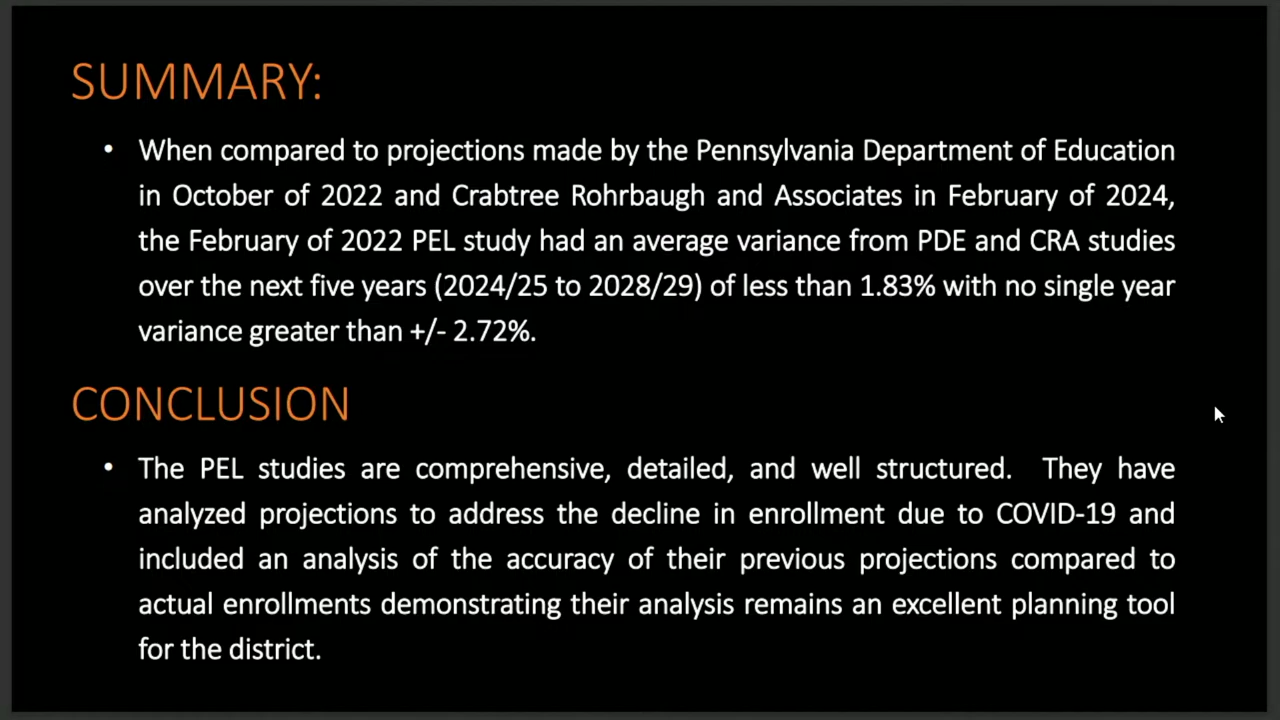 SUMMARY:
• When compared to projections made by the Pennsylvania Department of Education
in October of 2022 and Crabtree Rohrbaugh and Associates in February of 2024,
the February of 2022 PEL study had an average variance from PDE and CRA studies
over the next five years (2024/25 to 2028/29) of less than 1.83% with no single year
variance greater than +/- 2.72%.
CONCLUSION
• The PEL studies are comprehensive, detailed, and well structured. They have
analyzed projections to address the decline in enrollment due to COVID-19 and
included an analysis of the accuracy of their previous projections compared to
actual enrollments demonstrating their analysis remains an excellent planning tool
for the district.